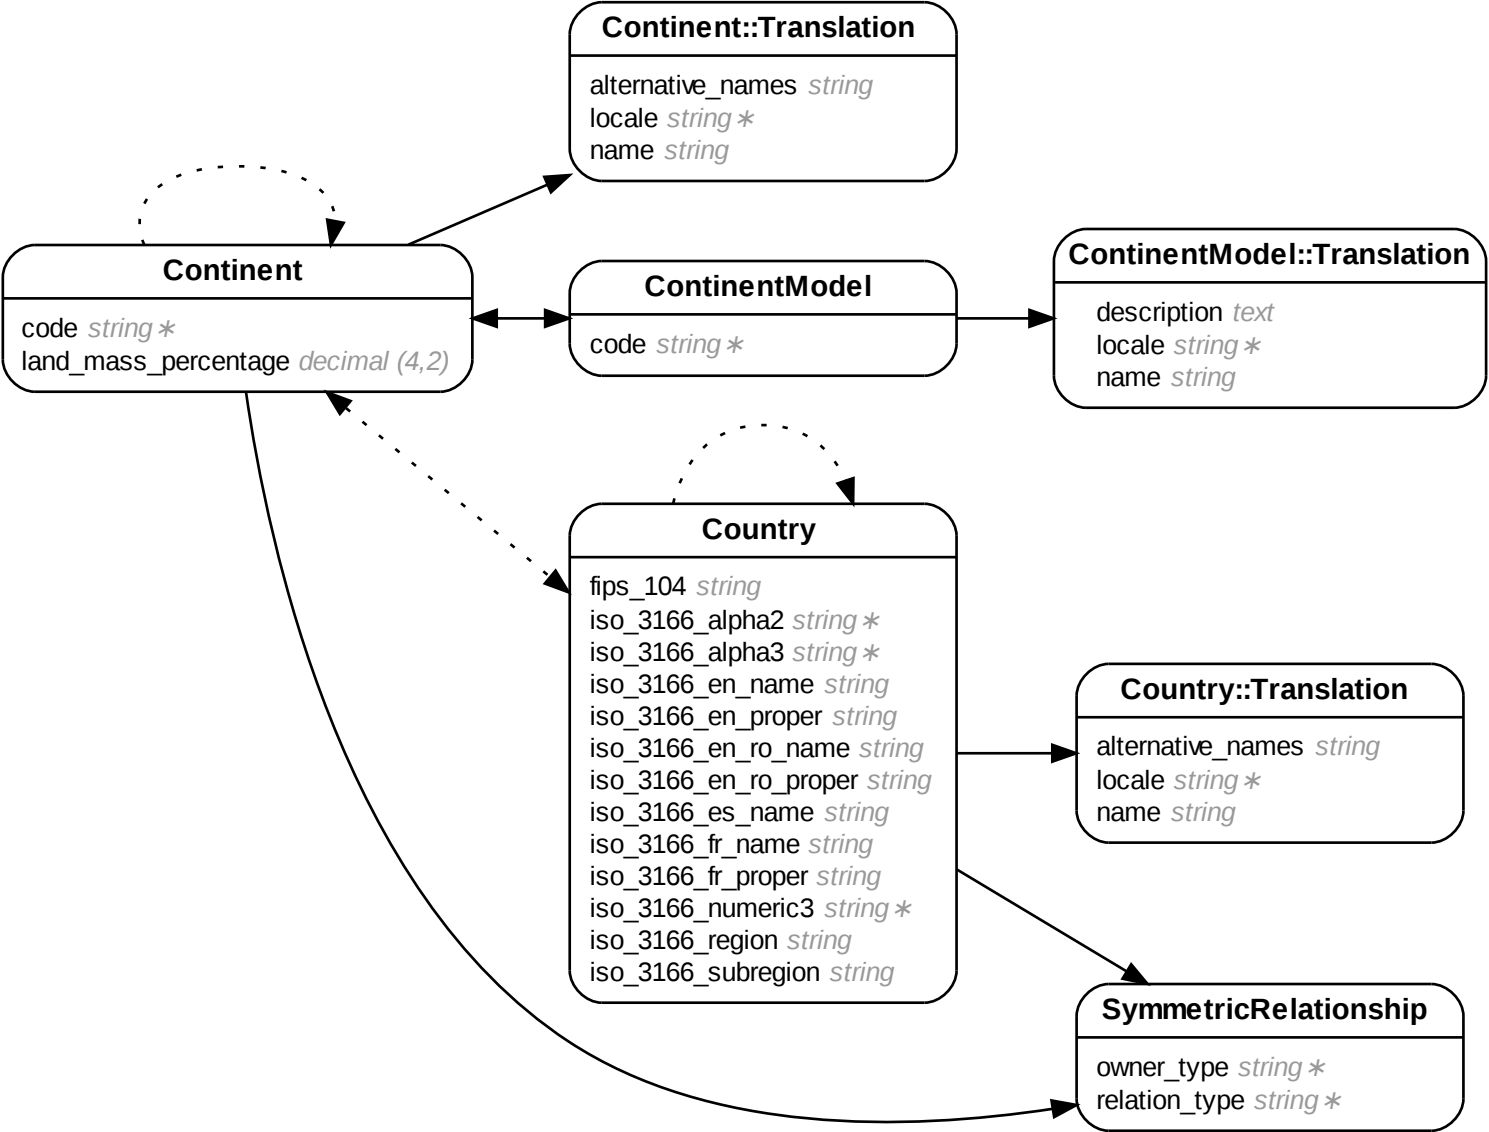 Continent::Translation
alternative_names string
locale string∗
name string
Continent
code string∗
land_mass_percentage decimal (4,2)
ContinentModel
code string∗
ContinentModel::Translation
description text
locale string∗
name string
Country
fips_104 string
iso_3166_alpha2 string∗
iso_3166_alpha3 string∗
iso_3166_en_name string
iso_3166_en_proper string
iso_3166_en_ro_name string
iso_3166_en_ro_proper string
iso_3166_es_name string
iso_3166_fr_name string
iso_3166_fr_proper string
iso_3166_numeric3 string∗
iso_3166_region string
iso_3166_subregion string
Country::Translation
alternative_names string
locale string∗
name string
SymmetricRelationship
owner_type string∗
relation_type string∗